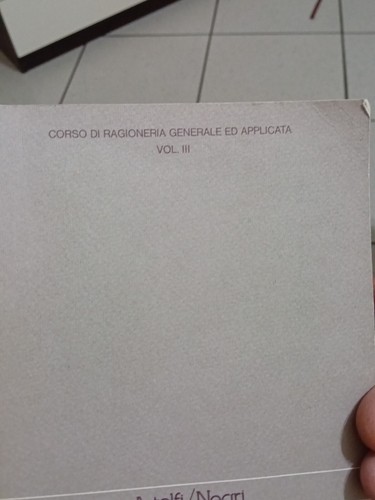 CORSO DI RAGIONERIA GENERALE ED APPLICATA
VOL. III